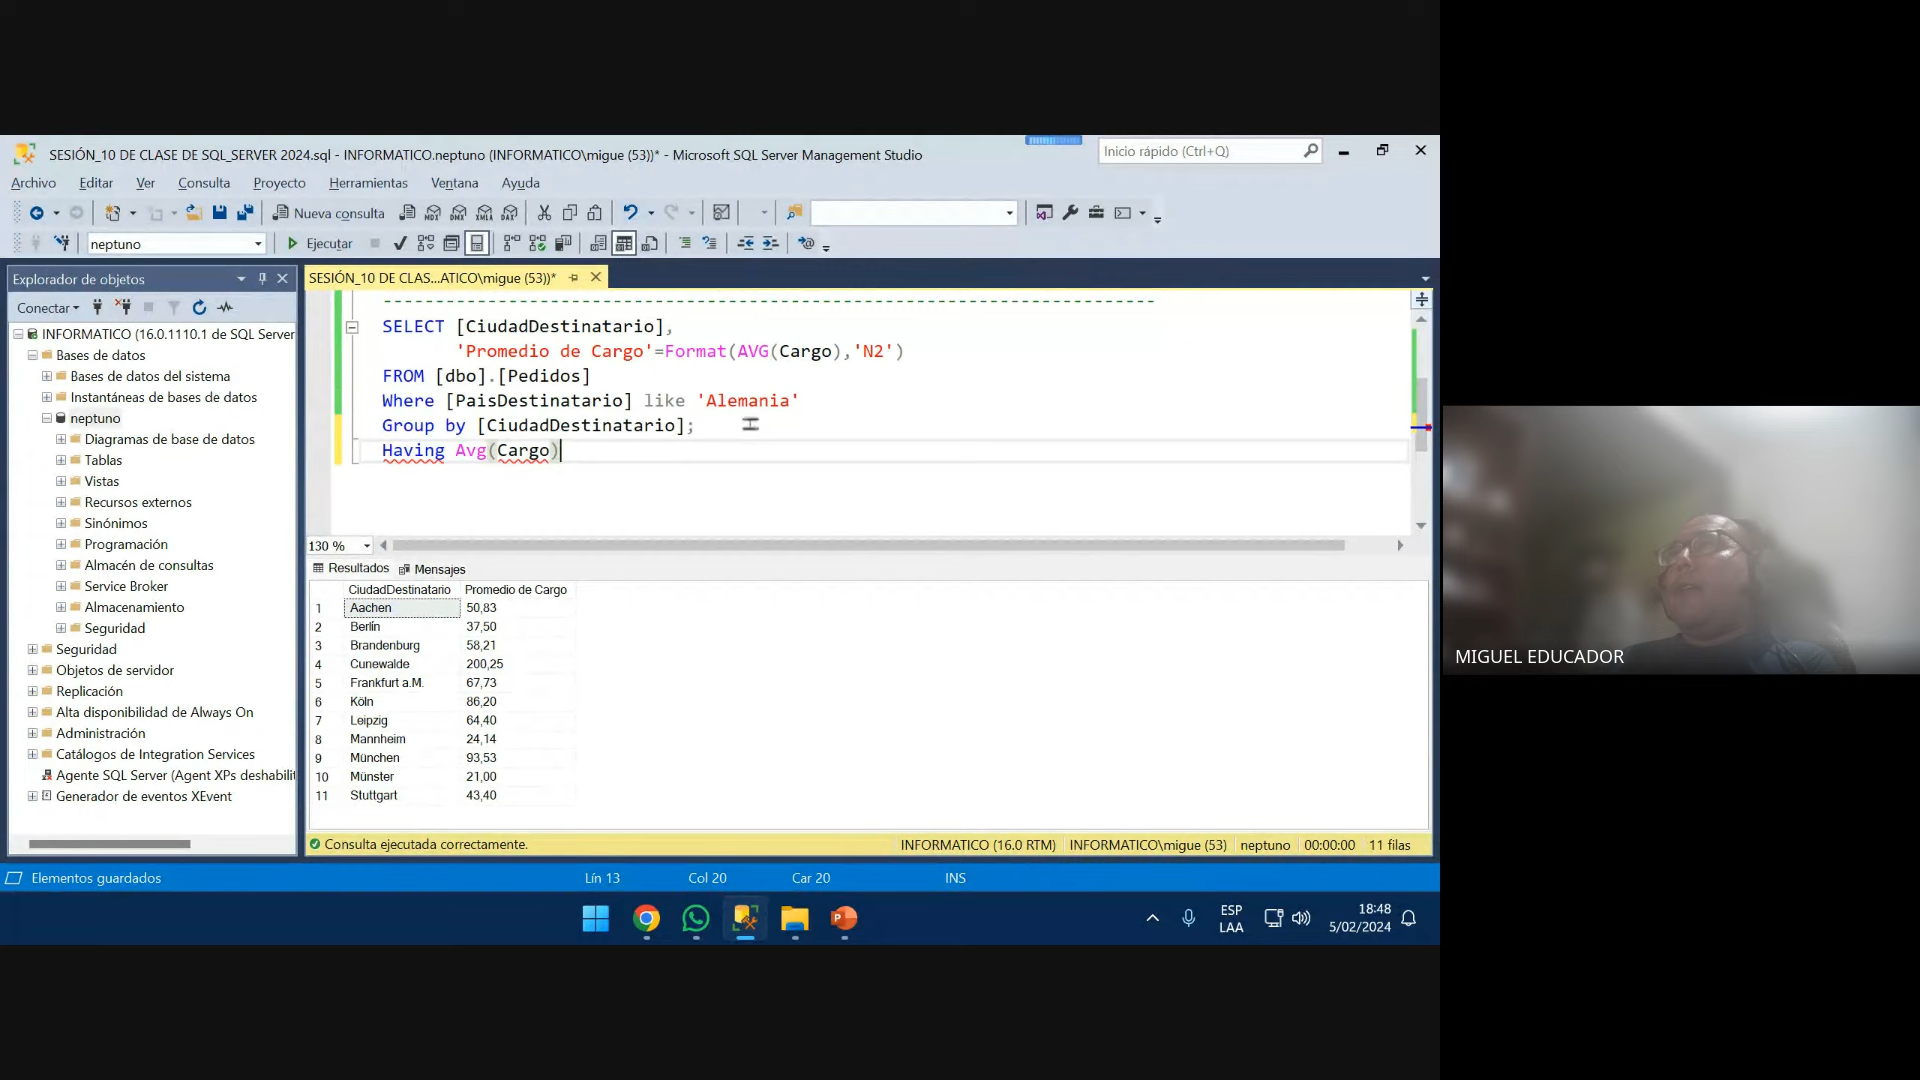 SESIÓN_10 DE CLASE DE SQL_SERVER 2024.sql - INFORMATICO.neptuno (INFORMATICO\migue (53))* - Microsoft SQL Server Management Studio
Inicio rápido (Ctrl+Q)
Archivo Editar Ver Consulta Proyecto Herramientas Ventana Ayuda
Nueva consulta MDX DMX XMLA DAX
neptuno Ejecutar
Explorador de objetos
SESIÓN_10 DE CLAS...ATICO\migue (53))*
Conectar
INFORMATICO (16.0.1110.1 de SQL Server
Bases de datos
Bases de datos del sistema
Instantáneas de bases de datos
neptuno
Diagramas de base de datos
Tablas
Vistas
Recursos externos
Sinónimos
Programación
Almacén de consultas
Service Broker
Almacenamiento
Seguridad
Seguridad
Objetos de servidor
Replicación
Alta disponibilidad de Always On
Administración
Catálogos de Integration Services
Agente SQL Server (Agent XPs deshabilit
Generador de eventos XEvent
---------------------------------------------------------------------------
SELECT [CiudadDestinatario],
'Promedio de Cargo'=Format(AVG(Cargo),'N2')
FROM [dbo].[Pedidos]
Where [PaisDestinatario] like 'Alemania'
Group by [CiudadDestinatario];
Having Avg(Cargo)
130 %
Resultados Mensajes
CiudadDestinatario Promedio de Cargo
1 Aachen 50,83
2 Berlín 37,50
3 Brandenburg 58,21
4 Cunewalde 200,25
5 Frankfurt a.M. 67,73
6 Köln 86,20
7 Leipzig 64,40
8 Mannheim 24,14
9 München 93,53
10 Münster 21,00
11 Stuttgart 43,40
Consulta ejecutada correctamente. INFORMATICO (16.0 RTM) INFORMATICO\migue (53) neptuno 00:00:00 11 filas
Elementos guardados Lín 13 Col 20 Car 20 INS
ESP
LAA
18:48
5/02/2024
MIGUEL EDUCADOR